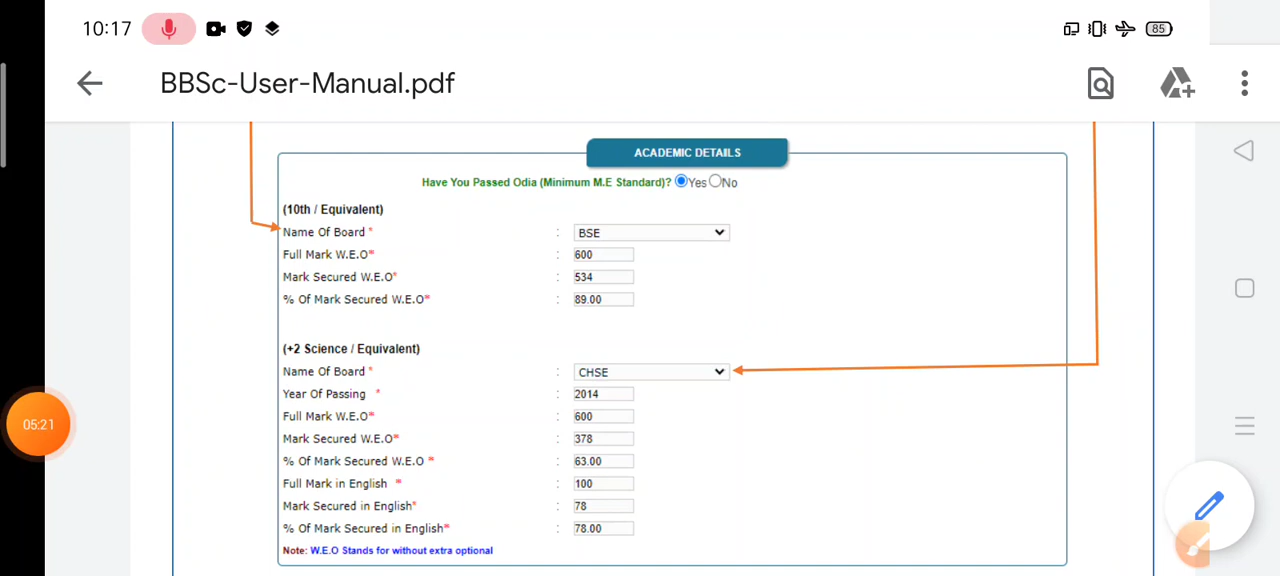 10:17
85
BBSc-User-Manual.pdf
ACADEMIC DETAILS
Have You Passed Odia (Minimum M.E Standard)? Yes No
(10th / Equivalent)
Name Of Board * : BSE
Full Mark W.E.O* : 600
Mark Secured W.E.O* : 534
% Of Mark Secured W.E.O* : 89.00
(+2 Science / Equivalent)
Name Of Board * : CHSE
Year Of Passing * : 2014
Full Mark W.E.O* : 600
Mark Secured W.E.O* : 378
% Of Mark Secured W.E.O * : 63.00
Full Mark in English * : 100
Mark Secured in English* : 78
% Of Mark Secured in English* : 78.00
Note: W.E.O Stands for without extra optional
05:21